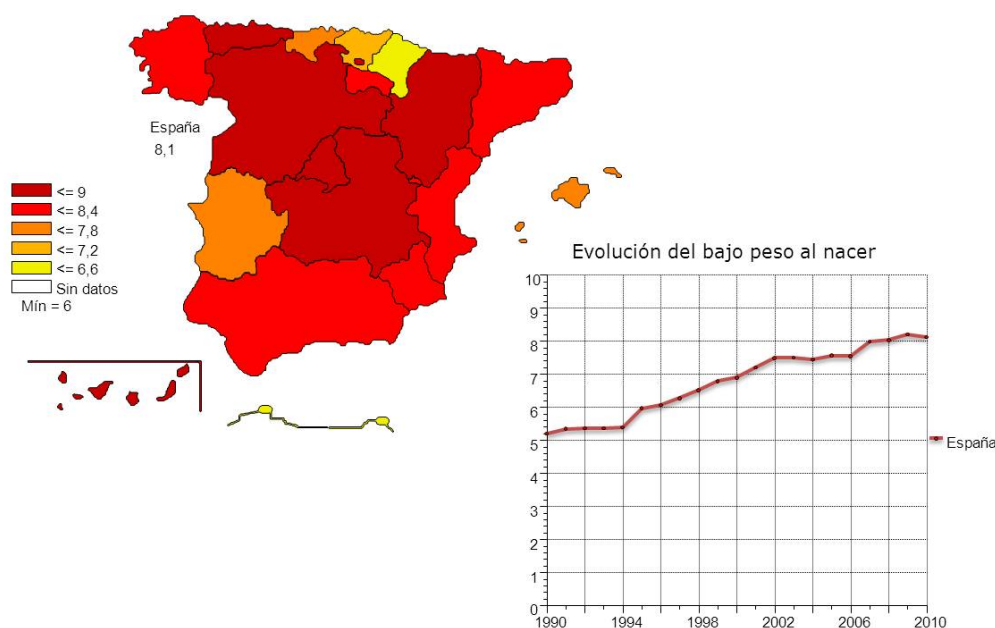 España
8,1
<= 9
<= 8,4
<= 7,8
<= 7,2
<= 6,6
Sin datos
Mín = 6
Evolución del bajo peso al nacer
10
9
8
7
6
5
4
3
2
1
0
1990 1994 1998 2002 2006 2010
España